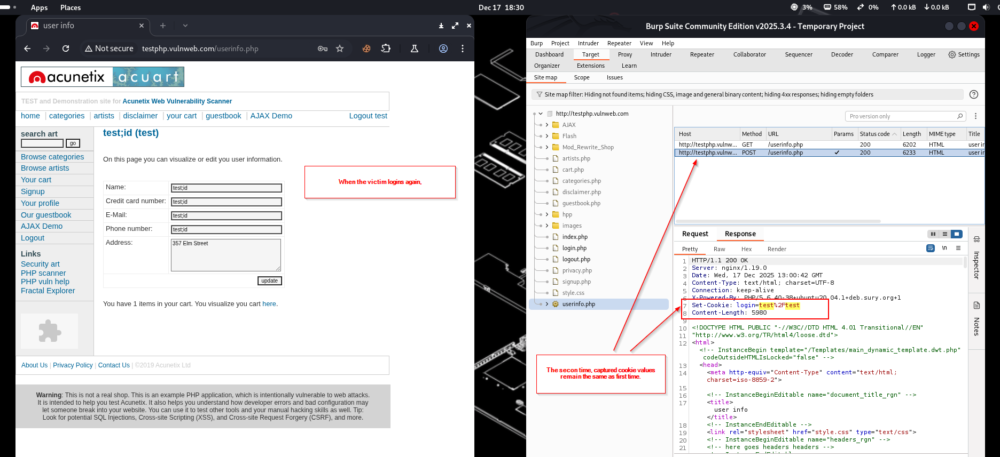 Apps Places
Dec 17 18:30
3% 58% 0% 0.0 kB 0.0 kB
user info
Not secure testphp.vulnweb.com/userinfo.php
acunetix acuart
TEST and Demonstration site for Acunetix Web Vulnerability Scanner
home | categories | artists | disclaimer | your cart | guestbook | AJAX Demo
Logout test
search art
go
Browse categories
Browse artists
Your cart
Signup
Your profile
Our guestbook
AJAX Demo
Logout
Links
Security art
PHP scanner
PHP vuln help
Fractal Explorer
test;id (test)
On this page you can visualize or edit you user information.
Name: test;id
Credit card number: test;id
E-Mail: test;id
Phone number: test;id
Address: 357 Elm Street
update
You have 1 items in your cart. You visualize you cart here.
When the victim logins again.
About Us | Privacy Policy | Contact Us | ©2019 Acunetix Ltd
Warning: This is not a real shop. This is an example PHP application, which is intentionally vulnerable to web attacks.
It is intended to help you test Acunetix. It also helps you understand how developer errors and bad configuration may
let someone break into your website. You can use it to test other tools and your manual hacking skills as well. Tip:
Look for potential SQL Injections, Cross-site Scripting (XSS), and Cross-site Request Forgery (CSRF), and more.
Burp Suite Community Edition v2025.3.4 - Temporary Project
Burp Project Intruder Repeater View Help
Dashboard Target Proxy Intruder Repeater Collaborator Sequencer Decoder Comparer Logger Settings
Organizer Extensions Learn
Site map Scope Issues
Site map filter: Hiding not found items; hiding CSS, image and general binary content; hiding 4xx responses; hiding empty folders
http://testphp.vulnweb.com
AJAX
Flash
Mod_Rewrite_Shop
artists.php
cart.php
categories.php
disclaimer.php
guestbook.php
hpp
images
index.php
login.php
logout.php
privacy.php
signup.php
style.css
userinfo.php
Pro version only
Host Method URL Params Status code Length MIME type Title
http://testphp.vulnw... GET /userinfo.php 200 6202 HTML user in
http://testphp.vulnw... POST /userinfo.php 200 6233 HTML user in
Request Response
Pretty Raw Hex Render
\n
Inspector
Notes
1 HTTP/1.1 200 OK
2 Server: nginx/1.19.0
3 Date: Wed, 17 Dec 2025 13:00:42 GMT
4 Content-Type: text/html; charset=UTF-8
5 Connection: keep-alive
6 X-Powered-By: PHP/5.6.40-38+ubuntu20.04.1+deb.sury.org+1
7 Set-Cookie: login=test%2Ftest
8 Content-Length: 5980
9
10 <!DOCTYPE HTML PUBLIC "-//W3C//DTD HTML 4.01 Transitional//EN"
11 "http://www.w3.org/TR/html4/loose.dtd">
12 <html>
<!-- InstanceBegin template="/Templates/main_dynamic_template.dwt.php"
codeOutsideHTMLIsLocked="false" -->
13 <head>
14 <meta http-equiv="Content-Type" content="text/html;
charset=iso-8859-2">
15
16 <!-- InstanceBeginEditable name="document_title_rgn" -->
17 <title>
user info
</title>
18 <!-- InstanceEndEditable -->
19 <link rel="stylesheet" href="style.css" type="text/css">
20 <!-- InstanceBeginEditable name="headers_rgn" -->
21 <!-- here goes headers headers -->
The secon time, captured cookie values
remain the same as first time.